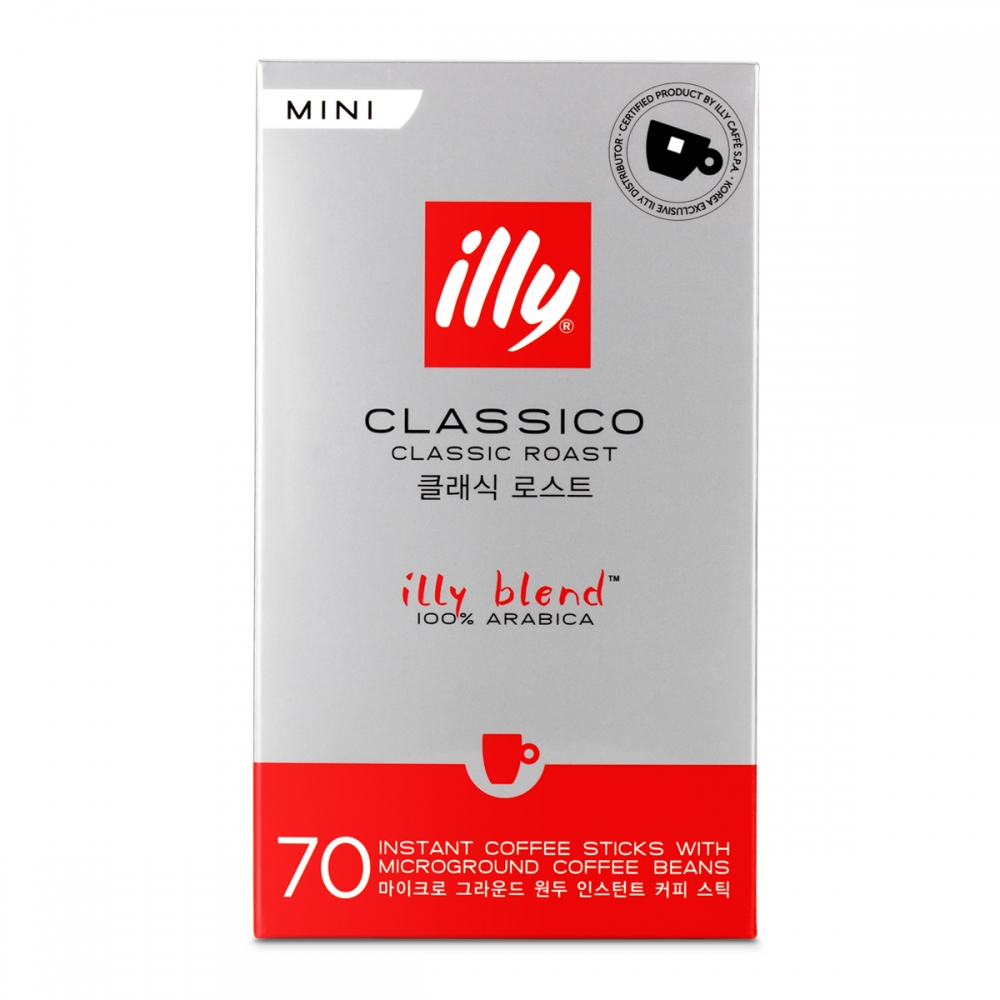 MINI
CERTIFIED PRODUCT BY ILLY CAFFÈ S.P.A. · KOREA EXCLUSIVE ILLY DISTRIBUTOR ·
illy®
CLASSICO
CLASSIC ROAST
클래식 로스트
illy blend™
100% ARABICA
70
INSTANT COFFEE STICKS WITH
MICROGROUND COFFEE BEANS
마이크로 그라운드 원두 인스턴트 커피 스틱